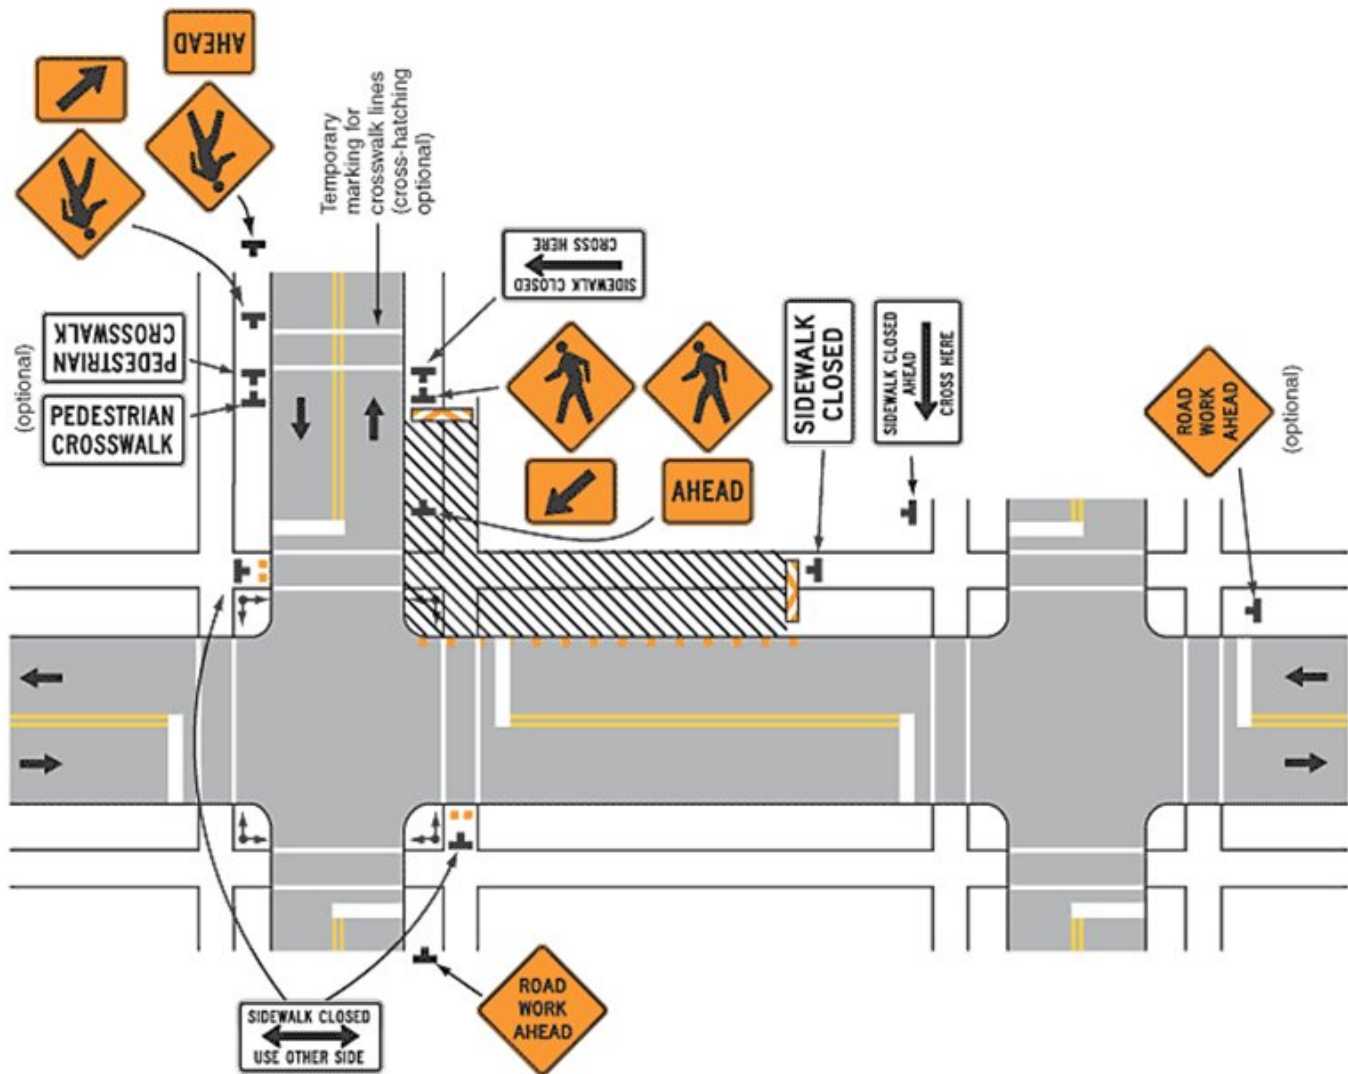 AHEAD
Temporary
marking for
crosswalk lines
(cross-hatching
optional)
SIDEWALK CLOSED
CROSS HERE
(optional)
PEDESTRIAN
CROSSWALK
PEDESTRIAN
CROSSWALK
AHEAD
SIDEWALK
CLOSED
SIDEWALK CLOSED
AHEAD
CROSS HERE
ROAD
WORK
AHEAD
(optional)
SIDEWALK CLOSED
USE OTHER SIDE
ROAD
WORK
AHEAD